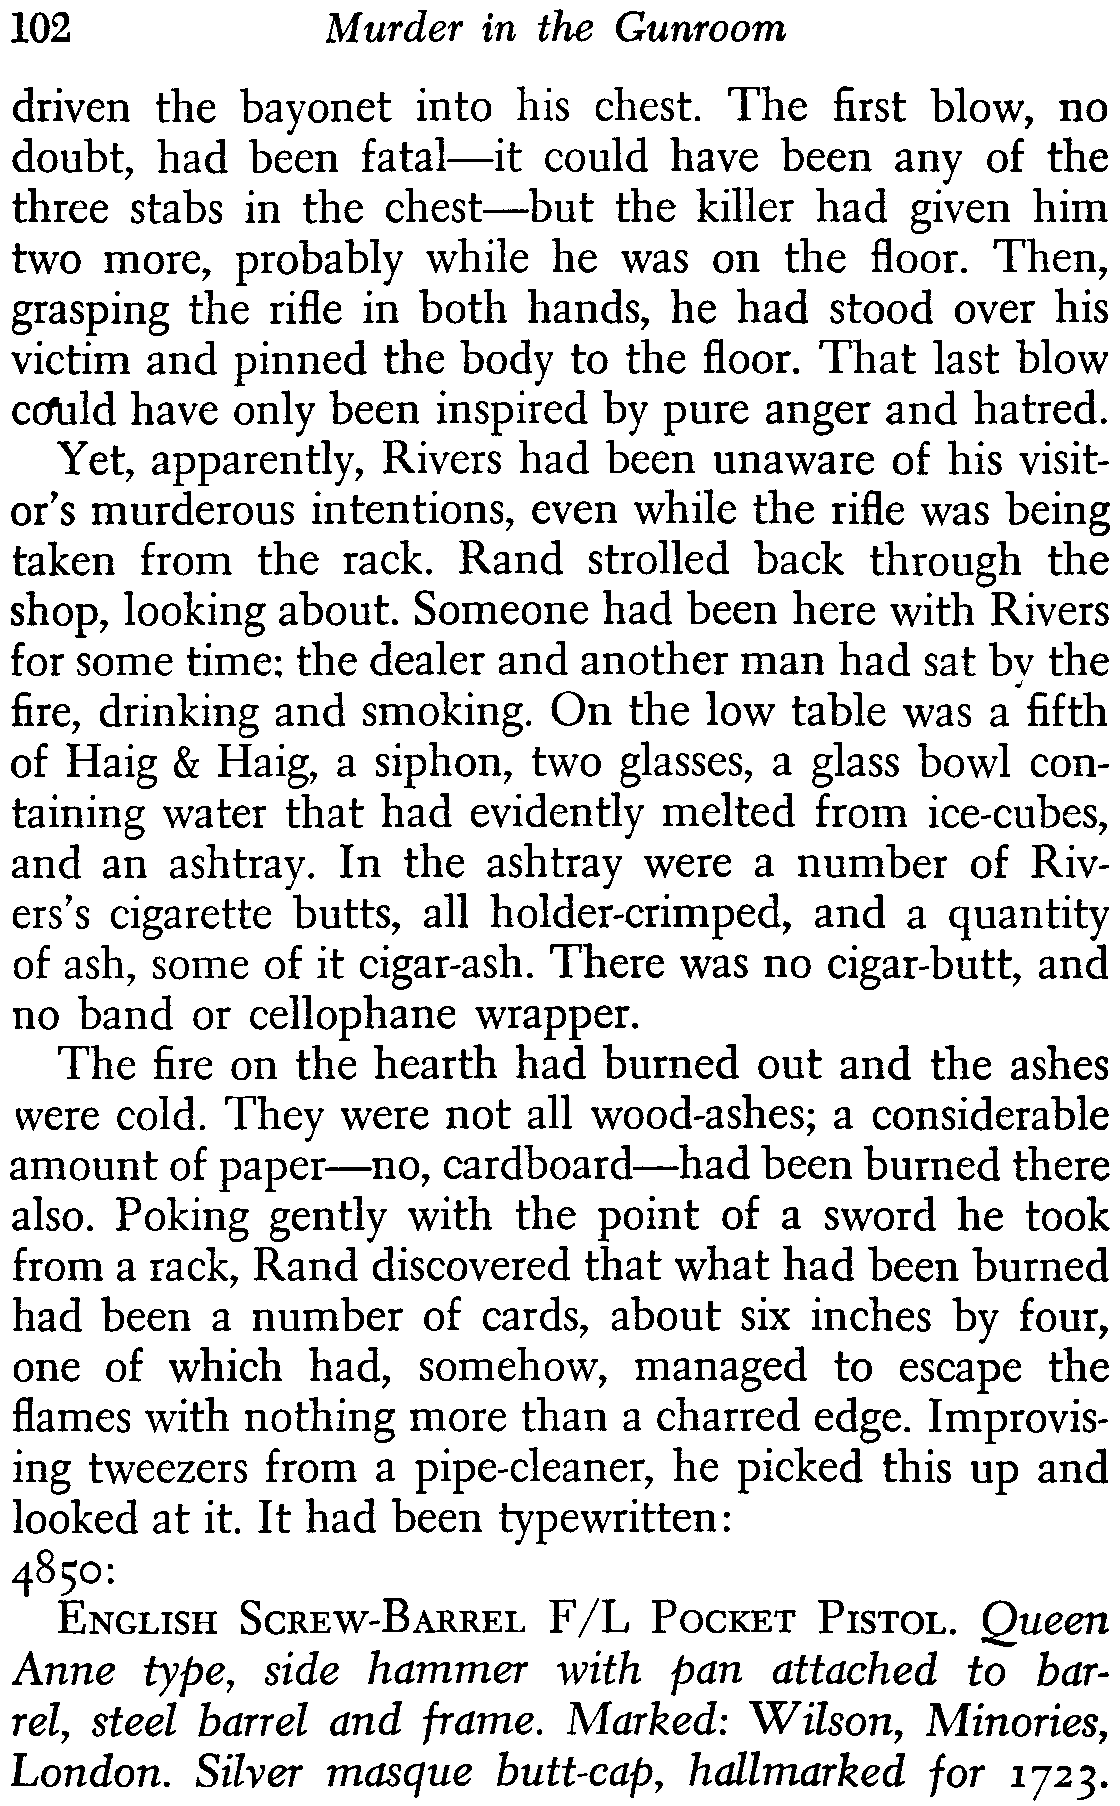 102 Murder in the Gunroom
driven the bayonet into his chest. The first blow, no
doubt, had been fatal—it could have been any of the
three stabs in the chest—but the killer had given him
two more, probably while he was on the floor. Then,
grasping the rifle in both hands, he had stood over his
victim and pinned the body to the floor. That last blow
could have only been inspired by pure anger and hatred.
Yet, apparently, Rivers had been unaware of his visit-
or's murderous intentions, even while the rifle was being
taken from the rack. Rand strolled back through the
shop, looking about. Someone had been here with Rivers
for some time; the dealer and another man had sat by the
fire, drinking and smoking. On the low table was a fifth
of Haig & Haig, a siphon, two glasses, a glass bowl con-
taining water that had evidently melted from ice-cubes,
and an ashtray. In the ashtray were a number of Riv-
ers's cigarette butts, all holder-crimped, and a quantity
of ash, some of it cigar-ash. There was no cigar-butt, and
no band or cellophane wrapper.
The fire on the hearth had burned out and the ashes
were cold. They were not all wood-ashes; a considerable
amount of paper—no, cardboard—had been burned there
also. Poking gently with the point of a sword he took
from a rack, Rand discovered that what had been burned
had been a number of cards, about six inches by four,
one of which had, somehow, managed to escape the
flames with nothing more than a charred edge. Improvis-
ing tweezers from a pipe-cleaner, he picked this up and
looked at it. It had been typewritten:
4850:
English Screw-Barrel F/L Pocket Pistol. Queen
Anne type, side hammer with pan attached to bar-
rel, steel barrel and frame. Marked: Wilson, Minories,
London. Silver masque butt-cap, hallmarked for 1723.